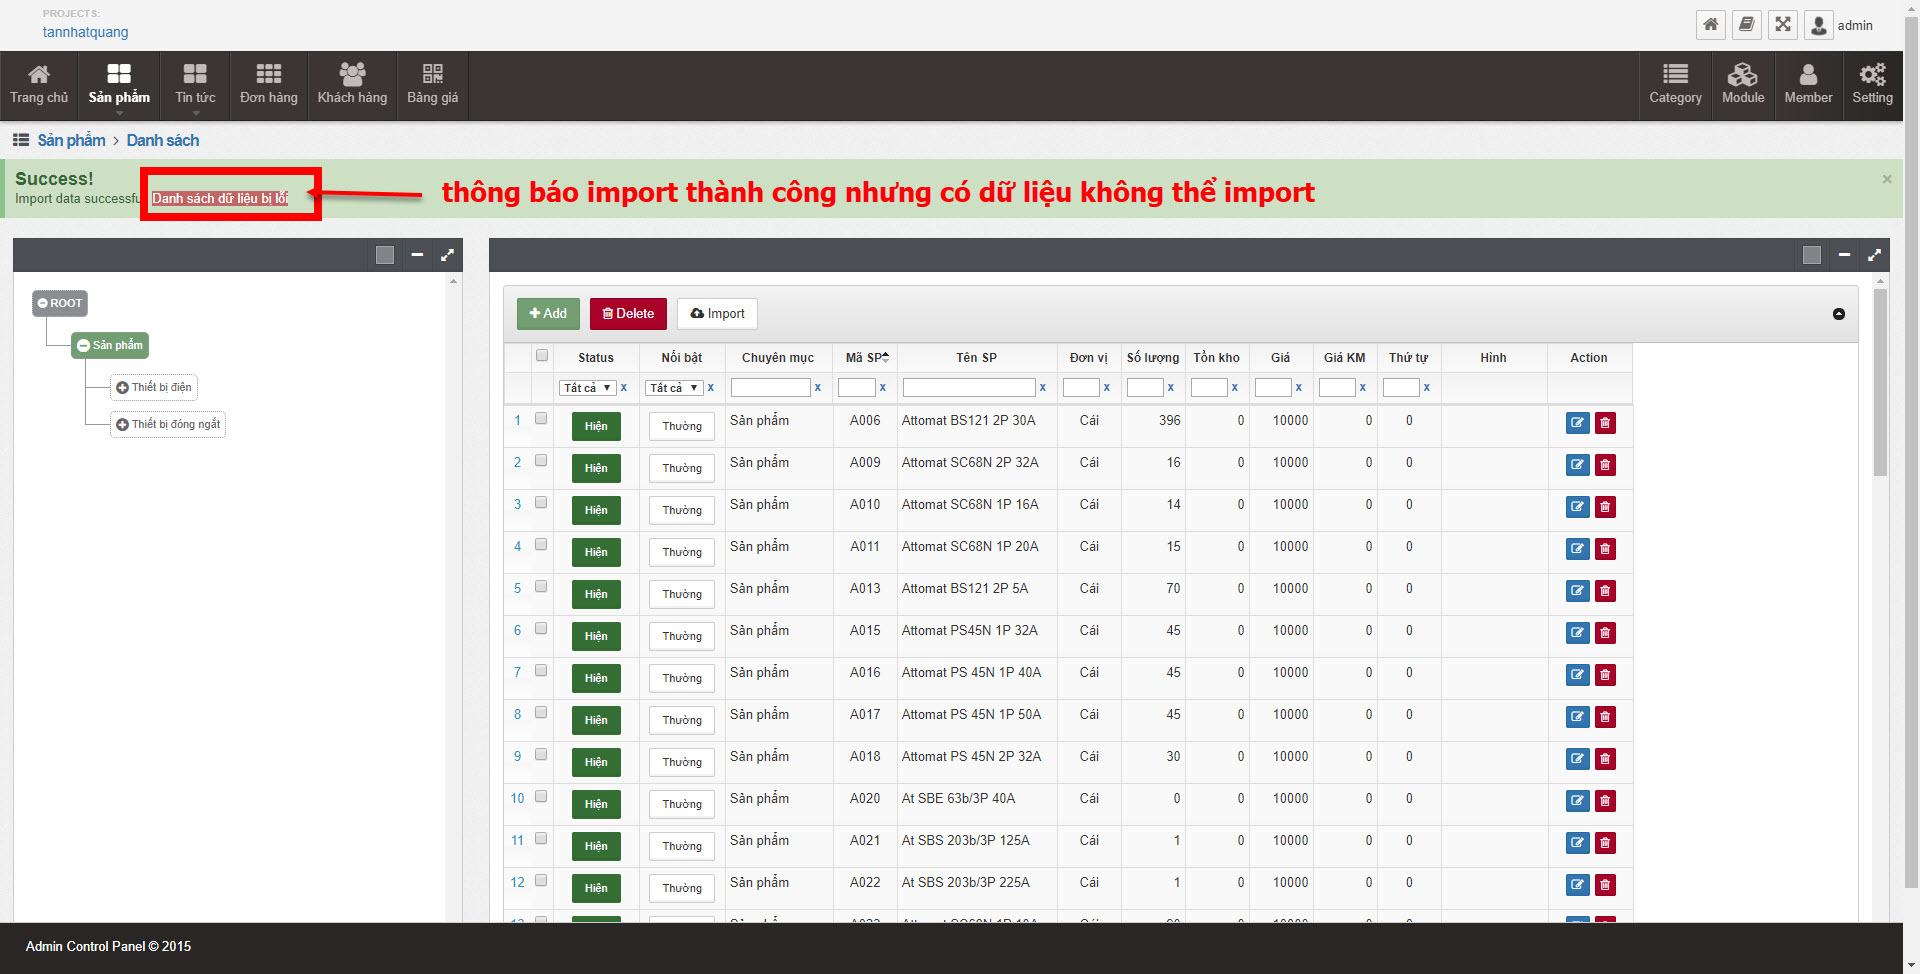 PROJECTS:
tannhatquang
admin
Trang chủ
Sản phẩm
Tin tức
Đơn hàng
Khách hàng
Bảng giá
Category
Module
Member
Setting
Sản phẩm > Danh sách
Success!
Import data successfu
Danh sách dữ liệu bị lỗi
thông báo import thành công nhưng có dữ liệu không thể import
×
ROOT
Sản phẩm
Thiết bị điện
Thiết bị đóng ngắt
Add Delete Import
Status Nổi bật Chuyên mục Mã SP Tên SP Đơn vị Số lượng Tồn kho Giá Giá KM Thứ tự Hình Action
Tất cả x Tất cả x x x x x x x x x x
1 Hiện Thường Sản phẩm A006 Attomat BS121 2P 30A Cái 396 0 10000 0 0
2 Hiện Thường Sản phẩm A009 Attomat SC68N 2P 32A Cái 16 0 10000 0 0
3 Hiện Thường Sản phẩm A010 Attomat SC68N 1P 16A Cái 14 0 10000 0 0
4 Hiện Thường Sản phẩm A011 Attomat SC68N 1P 20A Cái 15 0 10000 0 0
5 Hiện Thường Sản phẩm A013 Attomat BS121 2P 5A Cái 70 0 10000 0 0
6 Hiện Thường Sản phẩm A015 Attomat PS45N 1P 32A Cái 45 0 10000 0 0
7 Hiện Thường Sản phẩm A016 Attomat PS 45N 1P 40A Cái 45 0 10000 0 0
8 Hiện Thường Sản phẩm A017 Attomat PS 45N 1P 50A Cái 45 0 10000 0 0
9 Hiện Thường Sản phẩm A018 Attomat PS 45N 2P 32A Cái 30 0 10000 0 0
10 Hiện Thường Sản phẩm A020 At SBE 63b/3P 40A Cái 0 0 10000 0 0
11 Hiện Thường Sản phẩm A021 At SBS 203b/3P 125A Cái 1 0 10000 0 0
12 Hiện Thường Sản phẩm A022 At SBS 203b/3P 225A Cái 1 0 10000 0 0
Admin Control Panel © 2015